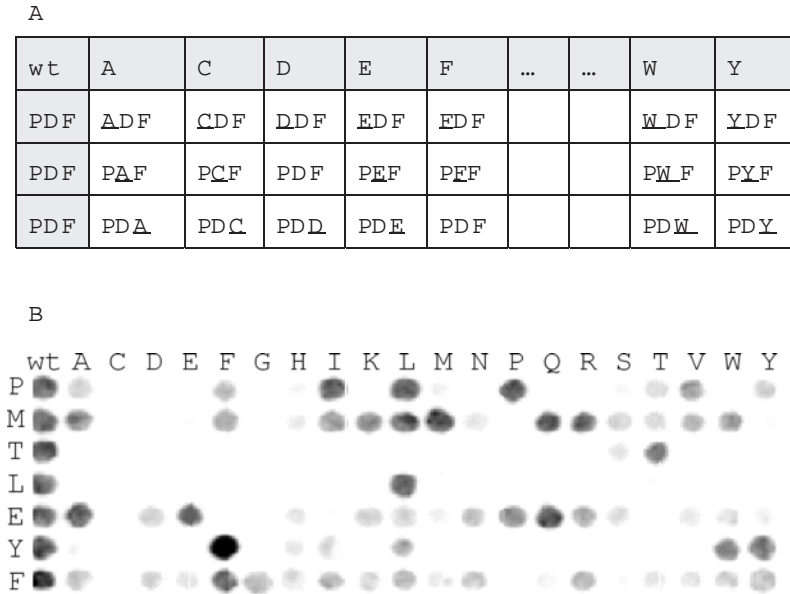 A
wt A C D E F … … W Y
PDF ADF CDF DDF EDF FDF WDF YDF
PDF PAF PCF PDF PEF PFF PWF PYF
PDF PDA PDC PDD PDE PDF PDW PDY
B
wt A C D E F G H I K L M N P Q R S T V W Y
P
M
T
L
E
Y
F